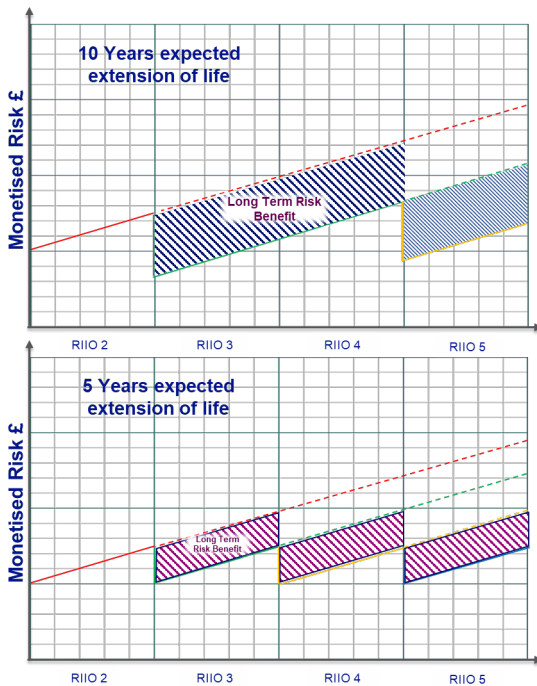 10 Years expected
extension of life
Monetised Risk £
Long Term Risk
Benefit
RIIO 2
RIIO 3
RIIO 4
RIIO 5
5 Years expected
extension of life
Monetised Risk £
Long Term
Risk Benefit
RIIO 2
RIIO 3
RIIO 4
RIIO 5